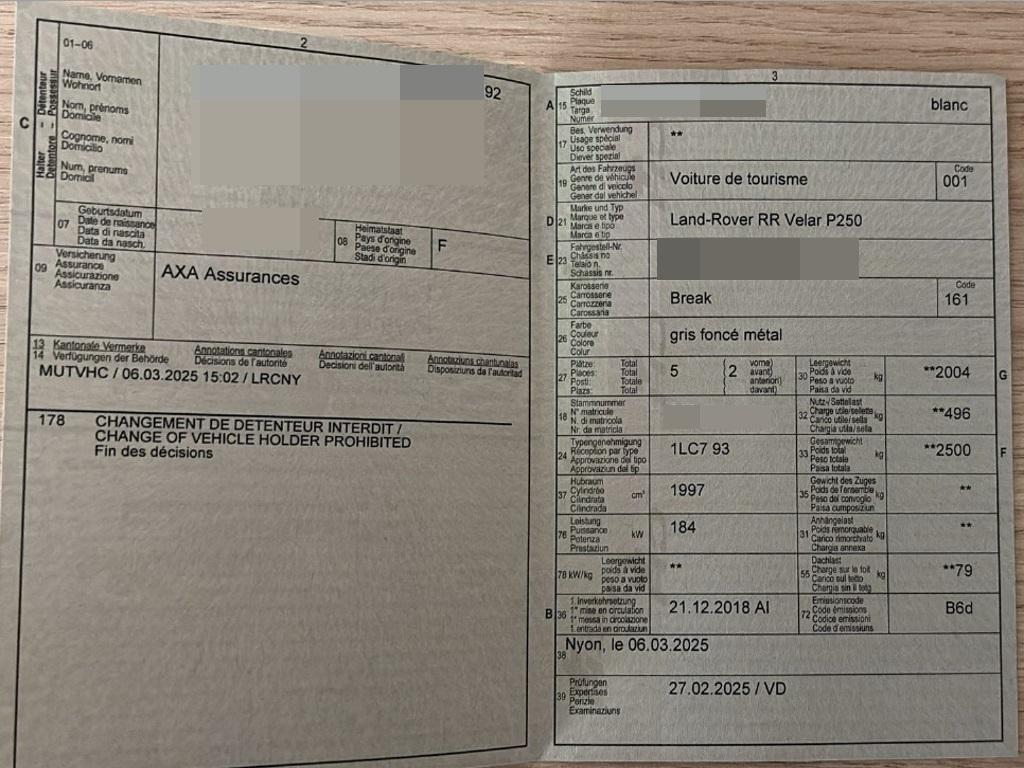 2
01–06
Name, Vornamen
Wohnort
Nom, prénoms
Domicile
Cognome, nomi
Domicilio
Num, prenums
Domicil
C
Halter – Détenteur
Detentore – Possessur
92
07
Geburtsdatum
Date de naissance
Data di nascita
Data da nasch.
08
Heimatstaat
Pays d'origine
Paese d'origine
Stadi d'origin
F
09
Versicherung
Assurance
Assicurazione
Assicuranza
AXA Assurances
13 Kantonale Vermerke Annotations cantonales Annotazioni cantonali Annotaziuns chantunalas
14 Verfügungen der Behörde Décisions de l'autorité Decisioni dell'autorità Disposiziuns da l'autoritad
MUTVHC / 06.03.2025 15:02 / LRCNY
178 CHANGEMENT DE DETENTEUR INTERDIT /
CHANGE OF VEHICLE HOLDER PROHIBITED
Fin des décisions
3
A 15
Schild
Plaque
Targa
Numer
blanc
17
Bes. Verwendung
Usage spécial
Uso speciale
Diever spezial
**
19
Art des Fahrzeugs
Genre de véhicule
Genere di veicolo
Gener dal vehichel
Voiture de tourisme
Code
001
D 21
Marke und Typ
Marque et type
Marca e tipo
Marca e tip
Land-Rover RR Velar P250
E 23
Fahrgestell-Nr.
Châssis no
Telaio n.
Schassis nr.
25
Karosserie
Carrosserie
Carrozzeria
Carossaria
Break
Code
161
26
Farbe
Couleur
Colore
Colur
gris foncé métal
27
Plätze: Total
Places: Total
Posti: Totale
Plazs: Total
5
2
vorne)
avant)
anteriori)
davant)
30
Leergewicht
Poids à vide
Peso a vuoto
Paisa da vid
kg
**2004
G
18
Stammnummer
N° matricule
N. di matricola
Nr. da matricla
32
Nutz-/Sattellast
Charge utile/sellette
Carico utile/sella
Chargia utila/sella
kg
**496
24
Typengenehmigung
Réception par type
Approvazione del tipo
Approvaziun dal tip
1LC7 93
33
Gesamtgewicht
Poids total
Peso totale
Paisa totala
kg
**2500
F
37
Hubraum
Cylindrée
Cilindrata
Cilindrada
cm³
1997
35
Gewicht des Zuges
Poids de l'ensemble
Peso del convoglio
Paisa cumposiziun
kg
**
76
Leistung
Puissance
Potenza
Prestaziun
kW
184
31
Anhängelast
Poids remorquable
Carico rimorchiato
Chargia annexa
kg
**
78 kW/kg
Leergewicht
poids à vide
peso a vuoto
paisa da vid
**
55
Dachlast
Charge sur le toit
Carico sul tetto
Chargia sin il tetg
kg
**79
B 36
1. Inverkehrsetzung
1re mise en circulation
1a messa in circolazione
1. entrada en circulaziun
21.12.2018 AI
72
Emissionscode
Code émissions
Codice emissioni
Code d'emissiuns
B6d
38
Nyon, le 06.03.2025
39
Prüfungen
Expertises
Perizie
Examinaziuns
27.02.2025 / VD